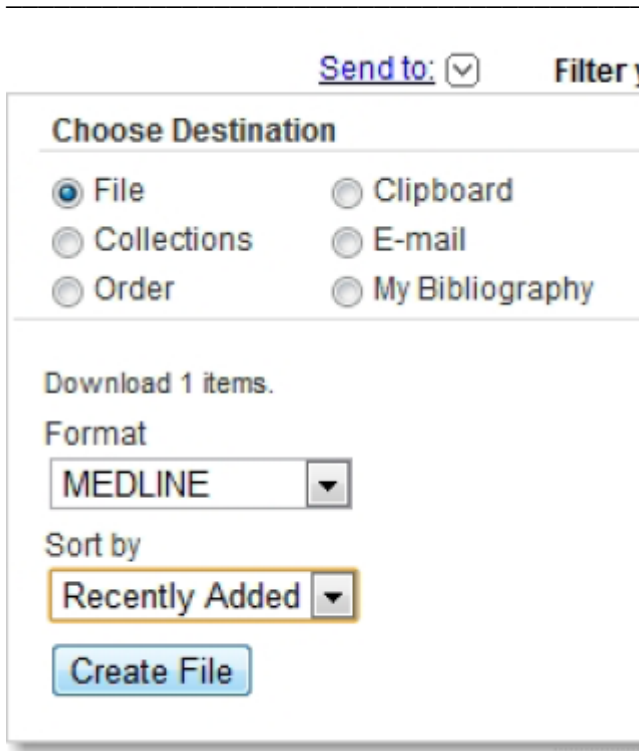 Send to: Filter
Choose Destination
File Clipboard
Collections E-mail
Order My Bibliography
Download 1 items.
Format
MEDLINE
Sort by
Recently Added
Create File